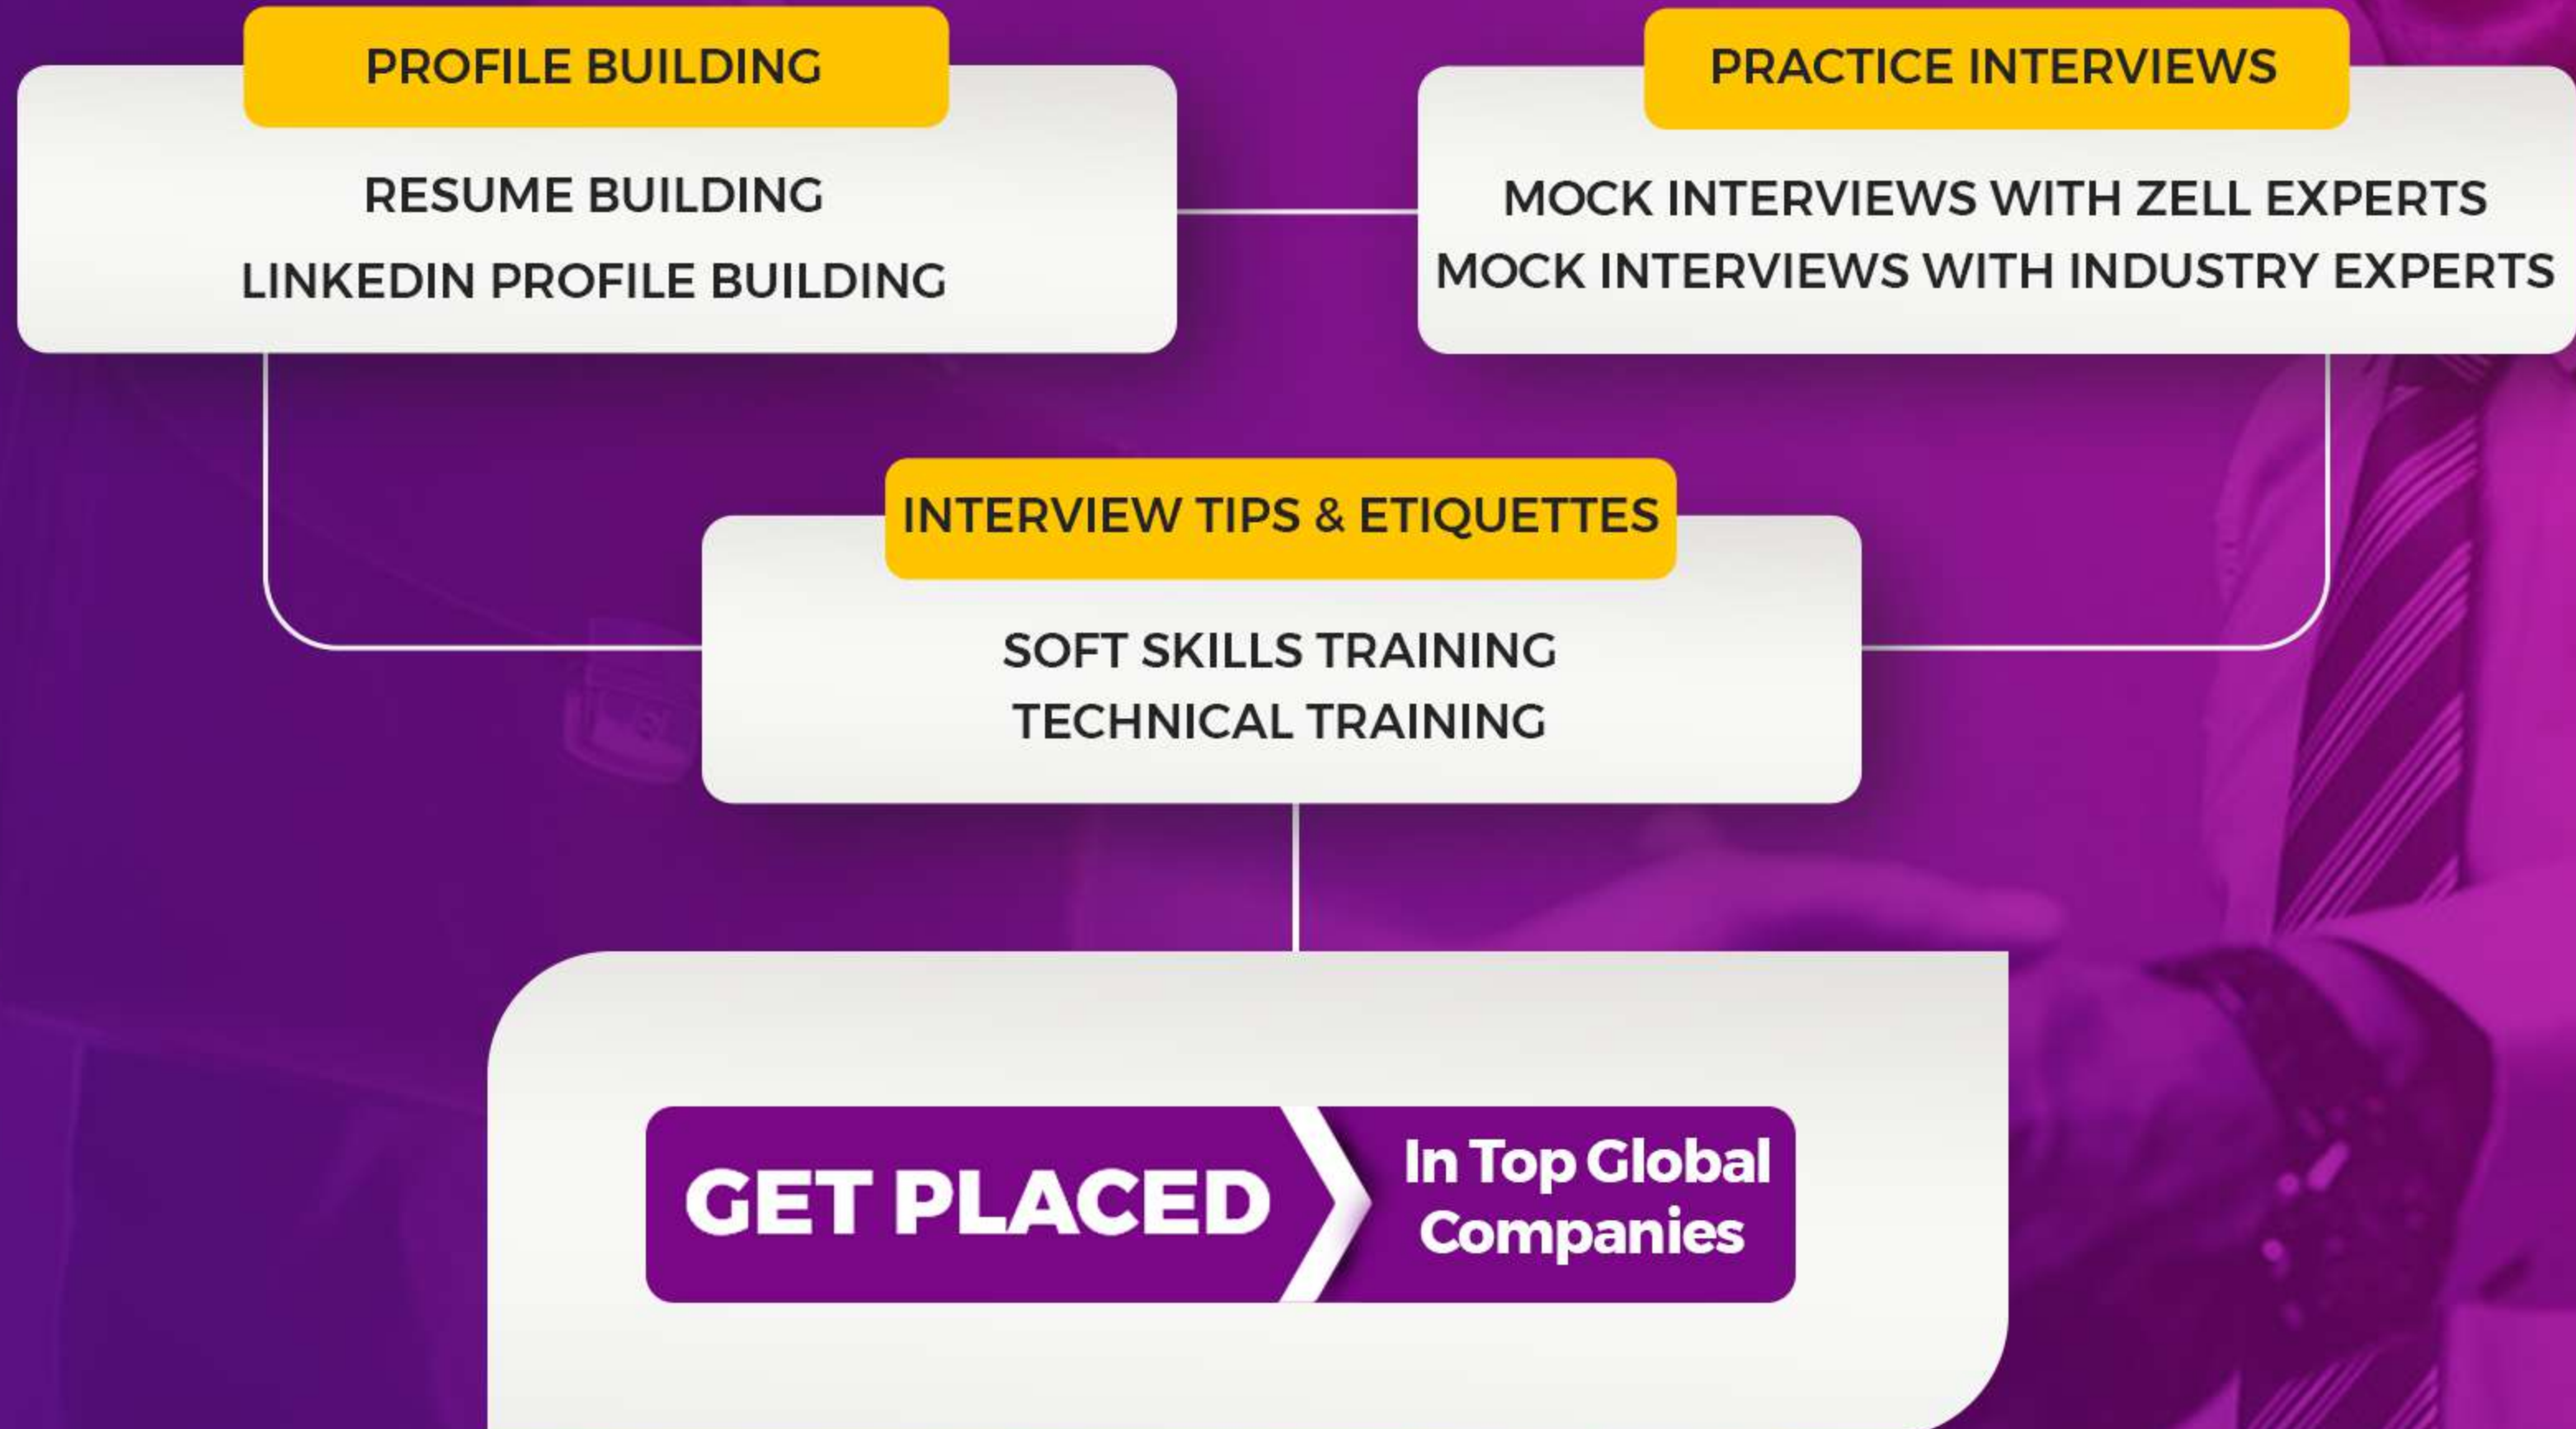 PROFILE BUILDING
RESUME BUILDING
LINKEDIN PROFILE BUILDING
PRACTICE INTERVIEWS
MOCK INTERVIEWS WITH ZELL EXPERTS
MOCK INTERVIEWS WITH INDUSTRY EXPERTS
INTERVIEW TIPS & ETIQUETTES
SOFT SKILLS TRAINING
TECHNICAL TRAINING
GET PLACED
In Top Global
Companies